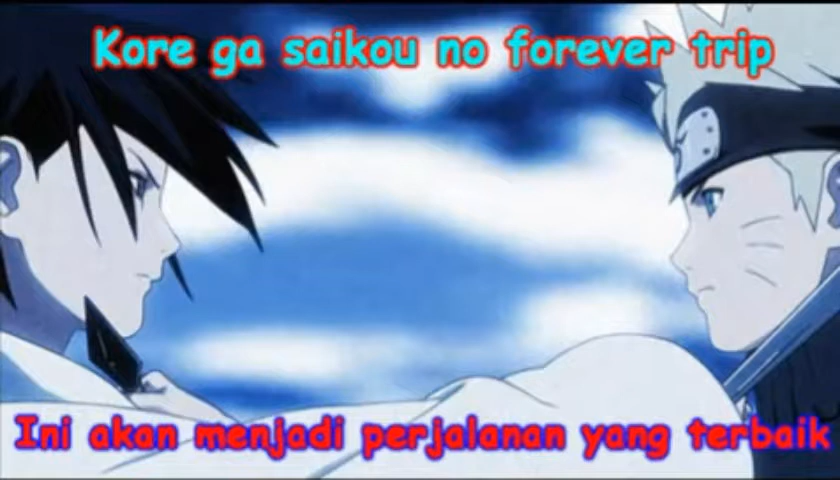 Kore ga saikou no forever trip
Ini akan menjadi perjalanan yang terbaik